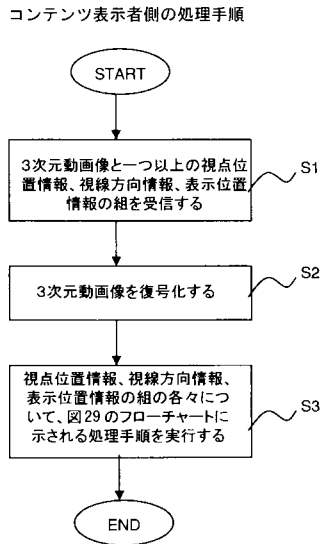 コンテンツ表示者側の処理手順
START
3次元動画像と一つ以上の視点位
置情報、視線方向情報、表示位置
情報の組を受信する
S1
3次元動画像を復号化する
S2
視点位置情報、視線方向情報、
表示位置情報の組の各々につ
いて、図29のフローチャートに
示される処理手順を実行する
S3
END